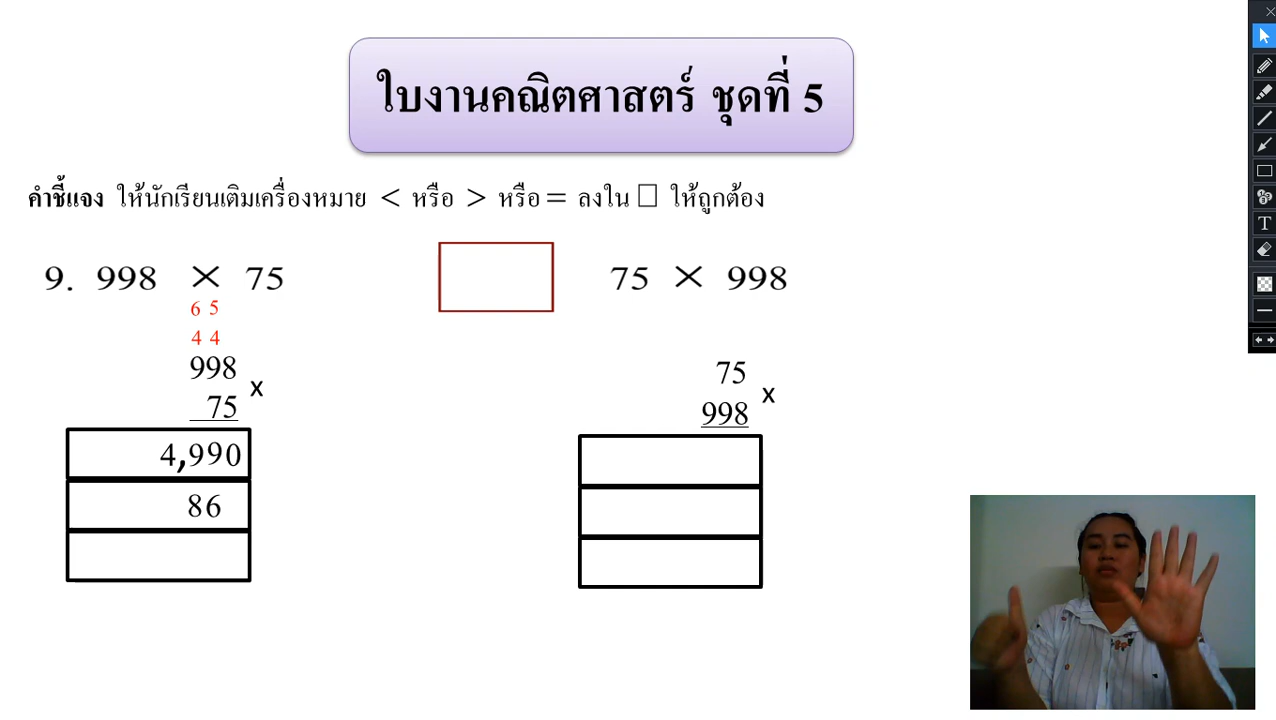 ใบงานคณิตศาสตร์ ชุดที่ 5
คำชี้แจง ให้นักเรียนเติมเครื่องหมาย < หรือ > หรือ = ลงใน □ ให้ถูกต้อง
9. 998 × 75 75 × 998
6 5
4 4
998
75
x
4,990
86
75
998
x
T